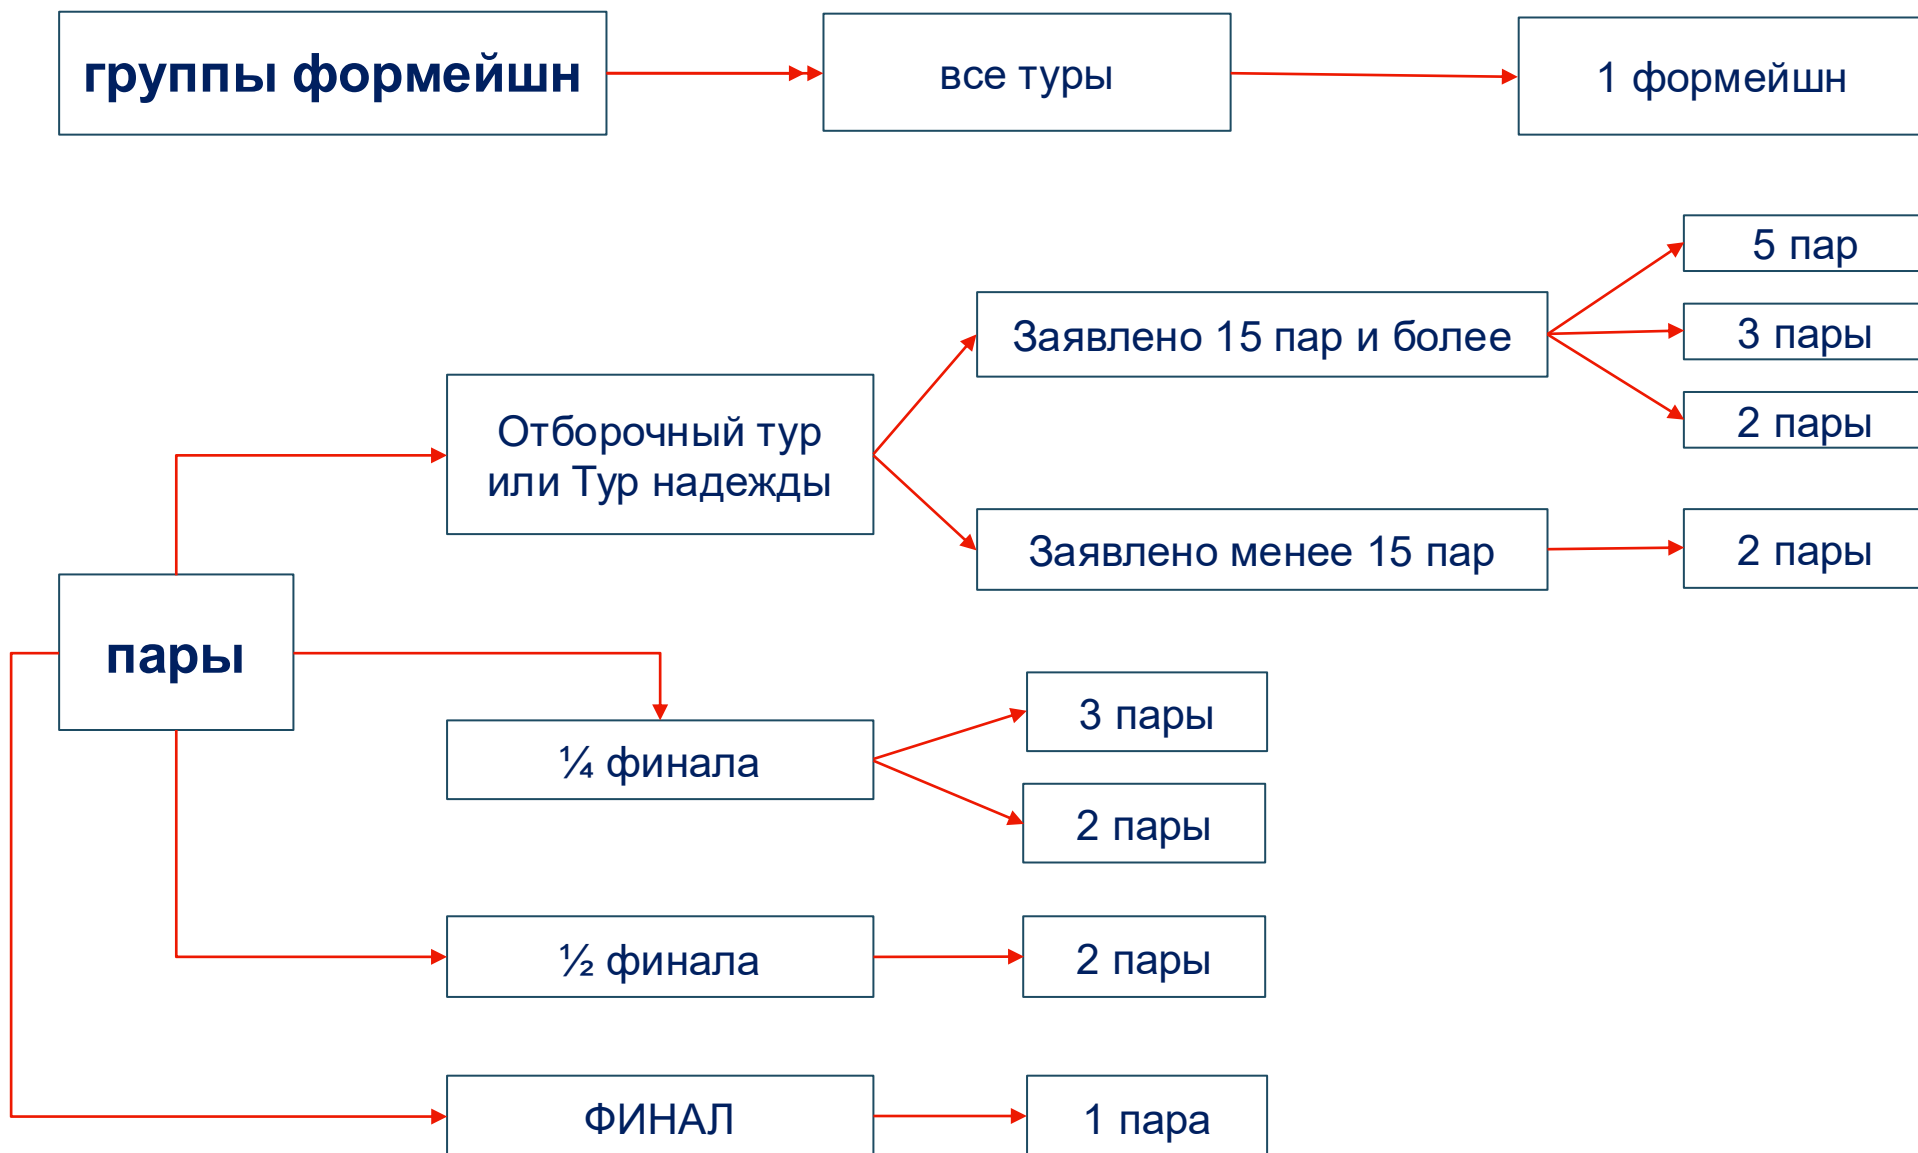 группы формейшн
все туры
1 формейшн
5 пар
Заявлено 15 пар и более
3 пары
2 пары
Отборочный тур
или Тур надежды
Заявлено менее 15 пар
2 пары
пары
3 пары
¼ финала
2 пары
½ финала
2 пары
ФИНАЛ
1 пара